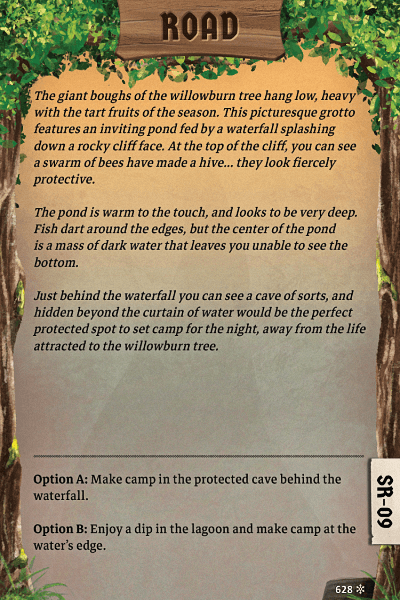 ROAD
The giant boughs of the willowburn tree hang low, heavy
with the tart fruits of the season. This picturesque grotto
features an inviting pond fed by a waterfall splashing
down a rocky cliff face. At the top of the cliff, you can see
a swarm of bees have made a hive... they look fiercely
protective.
The pond is warm to the touch, and looks to be very deep.
Fish dart around the edges, but the center of the pond
is a mass of dark water that leaves you unable to see the
bottom.
Just behind the waterfall you can see a cave of sorts, and
hidden beyond the curtain of water would be the perfect
protected spot to set camp for the night, away from the life
attracted to the willowburn tree.
Option A: Make camp in the protected cave behind the
waterfall.
Option B: Enjoy a dip in the lagoon and make camp at the
water's edge.
SR-09
628